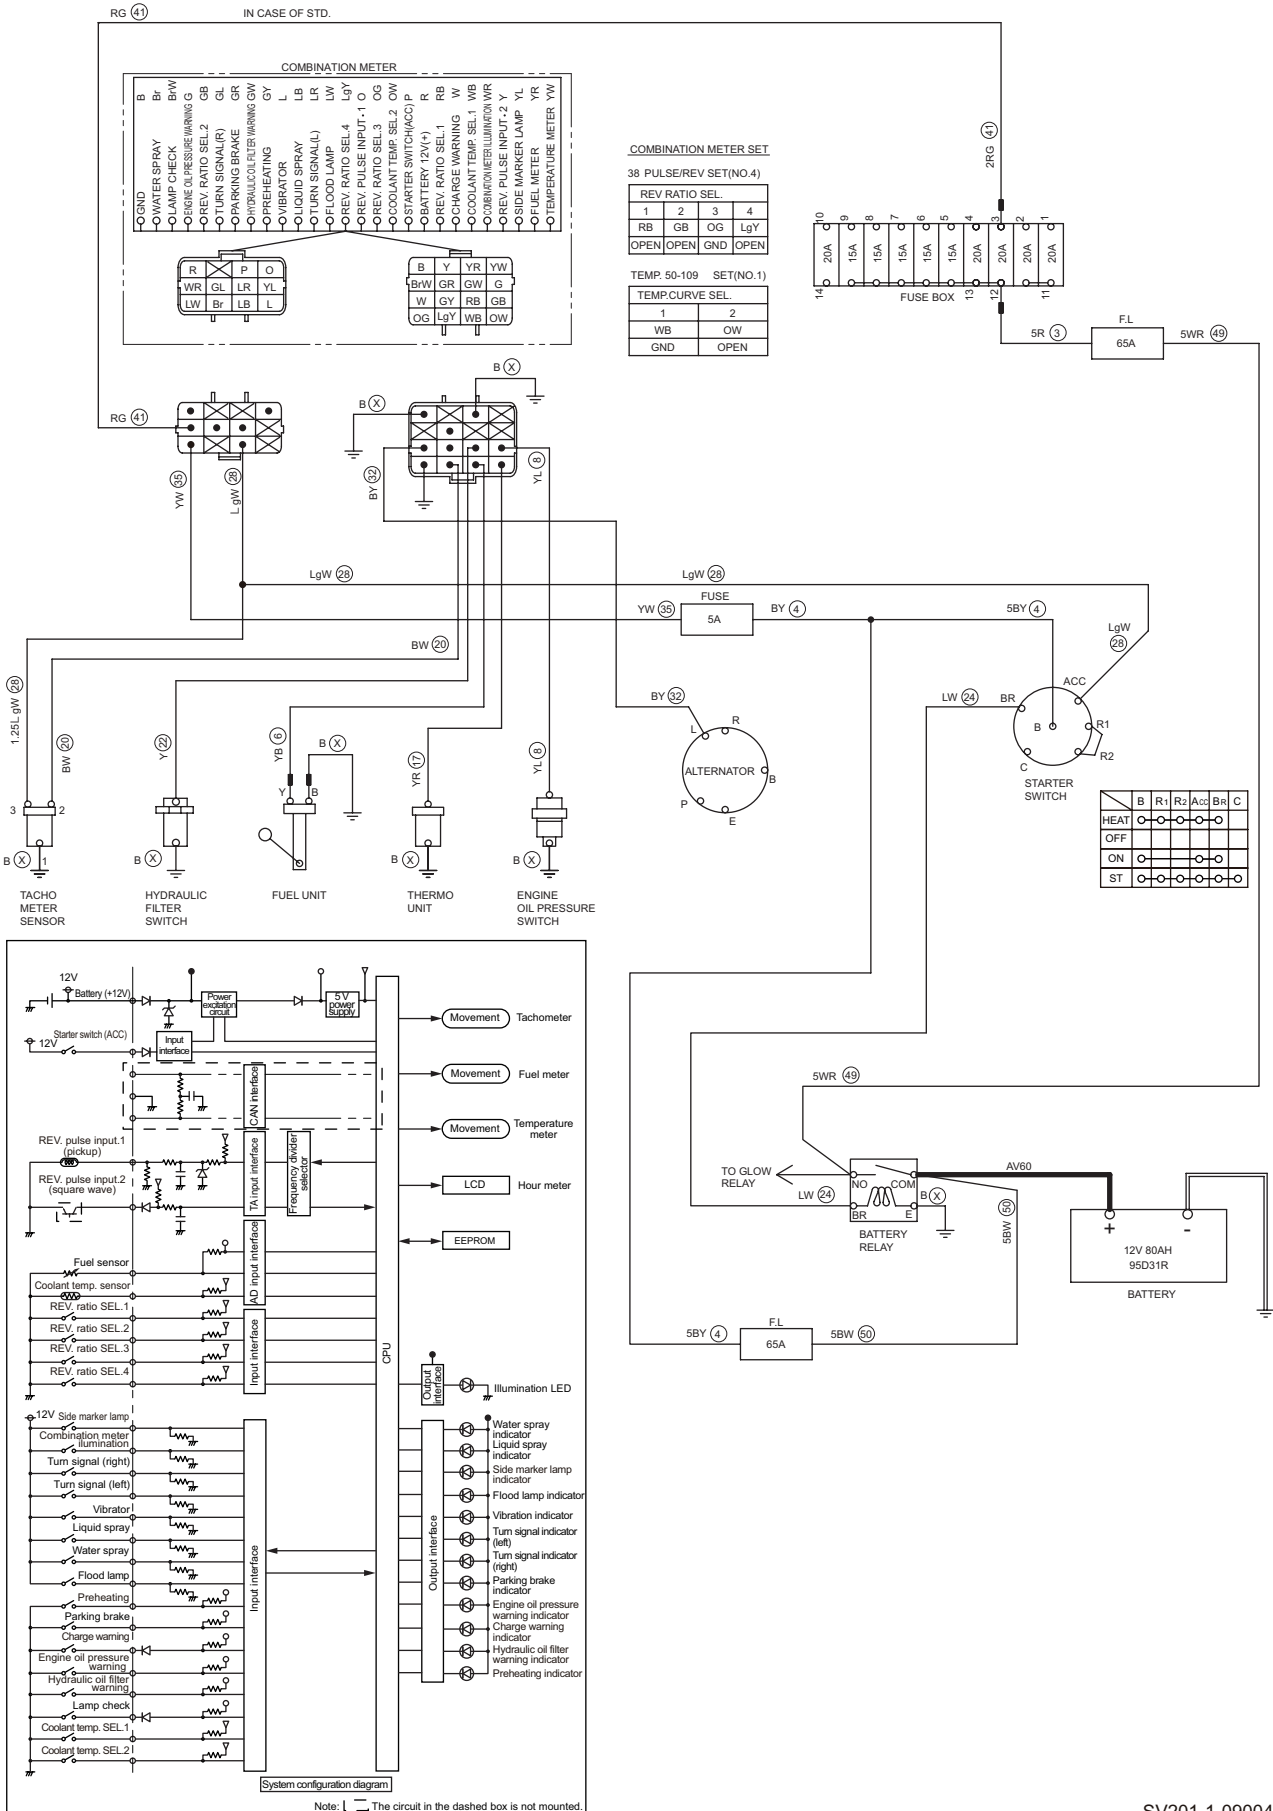 RG 41
IN CASE OF STD.
COMBINATION METER
GND B
WATER SPRAY Br
LAMP CHECK BrW
ENGINE OIL PRESSURE WARNING G
REV. RATIO SEL.2 GB
TURN SIGNAL(R) GL
PARKING BRAKE GR
HYDRAULIC OIL FILTER WARNING GW
PREHEATING GY
VIBRATOR L
LIQUID SPRAY LB
TURN SIGNAL(L) LR
FLOOD LAMP LW
REV. RATIO SEL.4 LgY
REV. PULSE INPUT·1 O
REV. RATIO SEL.3 OG
COOLANT TEMP. SEL.2 OW
STARTER SWITCH(ACC) P
BATTERY 12V(+) R
REV. RATIO SEL.1 RB
CHARGE WARNING W
COOLANT TEMP. SEL.1 WB
COMBINATION METER ILLUMINATION WR
REV. PULSE INPUT·2 Y
SIDE MARKER LAMP YL
FUEL METER YR
TEMPERATURE METER YW
R P O
WR GL LR YL
LW Br LB L
B Y YR YW
BrW GR GW G
W GY RB GB
OG LgY WB OW
COMBINATION METER SET
38 PULSE/REV SET(NO.4)
REV RATIO SEL.
1 2 3 4
RB GB OG LgY
OPEN OPEN GND OPEN
TEMP. 50-109 SET(NO.1)
TEMP.CURVE SEL.
1 2
WB OW
GND OPEN
2RG 41
10 9 8 7 6 5 4 3 2 1
20A 15A 15A 15A 15A 15A 20A 20A 20A 20A
14 FUSE BOX 13 12 11
5R 3
F.L
65A
5WR 49
B X
B X
RG 41
YW 35
L gW 28
BY 32
YL 8
LgW 28
LgW 28
FUSE
YW 35
5A
BY 4
5BY 4
LgW 28
BW 20
1.25L gW 28
BW 20
Y 22
YB 6
B X
YR 17
YL 8
BY 32
L R
ALTERNATOR
B
P
E
LW 24
BR
ACC
B
R1
R2
C
STARTER
SWITCH
3 2
Y B
B X 1
B X
B X
B X
TACHO
METER
SENSOR
HYDRAULIC
FILTER
SWITCH
FUEL UNIT
THERMO
UNIT
ENGINE
OIL PRESSURE
SWITCH
B R1 R2 Acc BR C
HEAT
OFF
ON
ST
12V
Battery (+12V)
Power
excitation
circuit
5 V
power
supply
Starter switch (ACC)
12V
Input
interface
CAN interface
REV. pulse input.1
(pickup)
REV. pulse input.2
(square wave)
TA input interface
Frequency divider
selector
Fuel sensor
Coolant temp. sensor
AD input interface
REV. ratio SEL.1
REV. ratio SEL.2
REV. ratio SEL.3
REV. ratio SEL.4
Input interface
CPU
Movement Tachometer
Movement Fuel meter
Movement Temperature
meter
LCD Hour meter
EEPROM
Output
interface
Illumination LED
12V Side marker lamp
Combination meter
ilumination
Turn signal (right)
Turn signal (left)
Vibrator
Liquid spray
Water spray
Flood lamp
Preheating
Parking brake
Charge warning
Engine oil pressure
warning
Hydraulic oil filter
warning
Lamp check
Coolant temp. SEL.1
Coolant temp. SEL.2
Input interface
Output interface
Water spray
indicator
Liquid spray
indicator
Side marker lamp
indicator
Flood lamp indicator
Vibration indicator
Turn signal indicator
(left)
Turn signal indicator
(right)
Parking brake
indicator
Engine oil pressure
warning indicator
Charge warning
indicator
Hydraulic oil filter
warning indicator
Preheating indicator
System configuration diagram
Note: The circuit in the dashed box is not mounted.
5WR 49
TO GLOW
RELAY
NO COM
AV60
LW 24
BR E
B X
BATTERY
RELAY
5BW 50
+ -
12V 80AH
95D31R
BATTERY
5BY 4
F.L
65A
5BW 50
SV201-1-09004